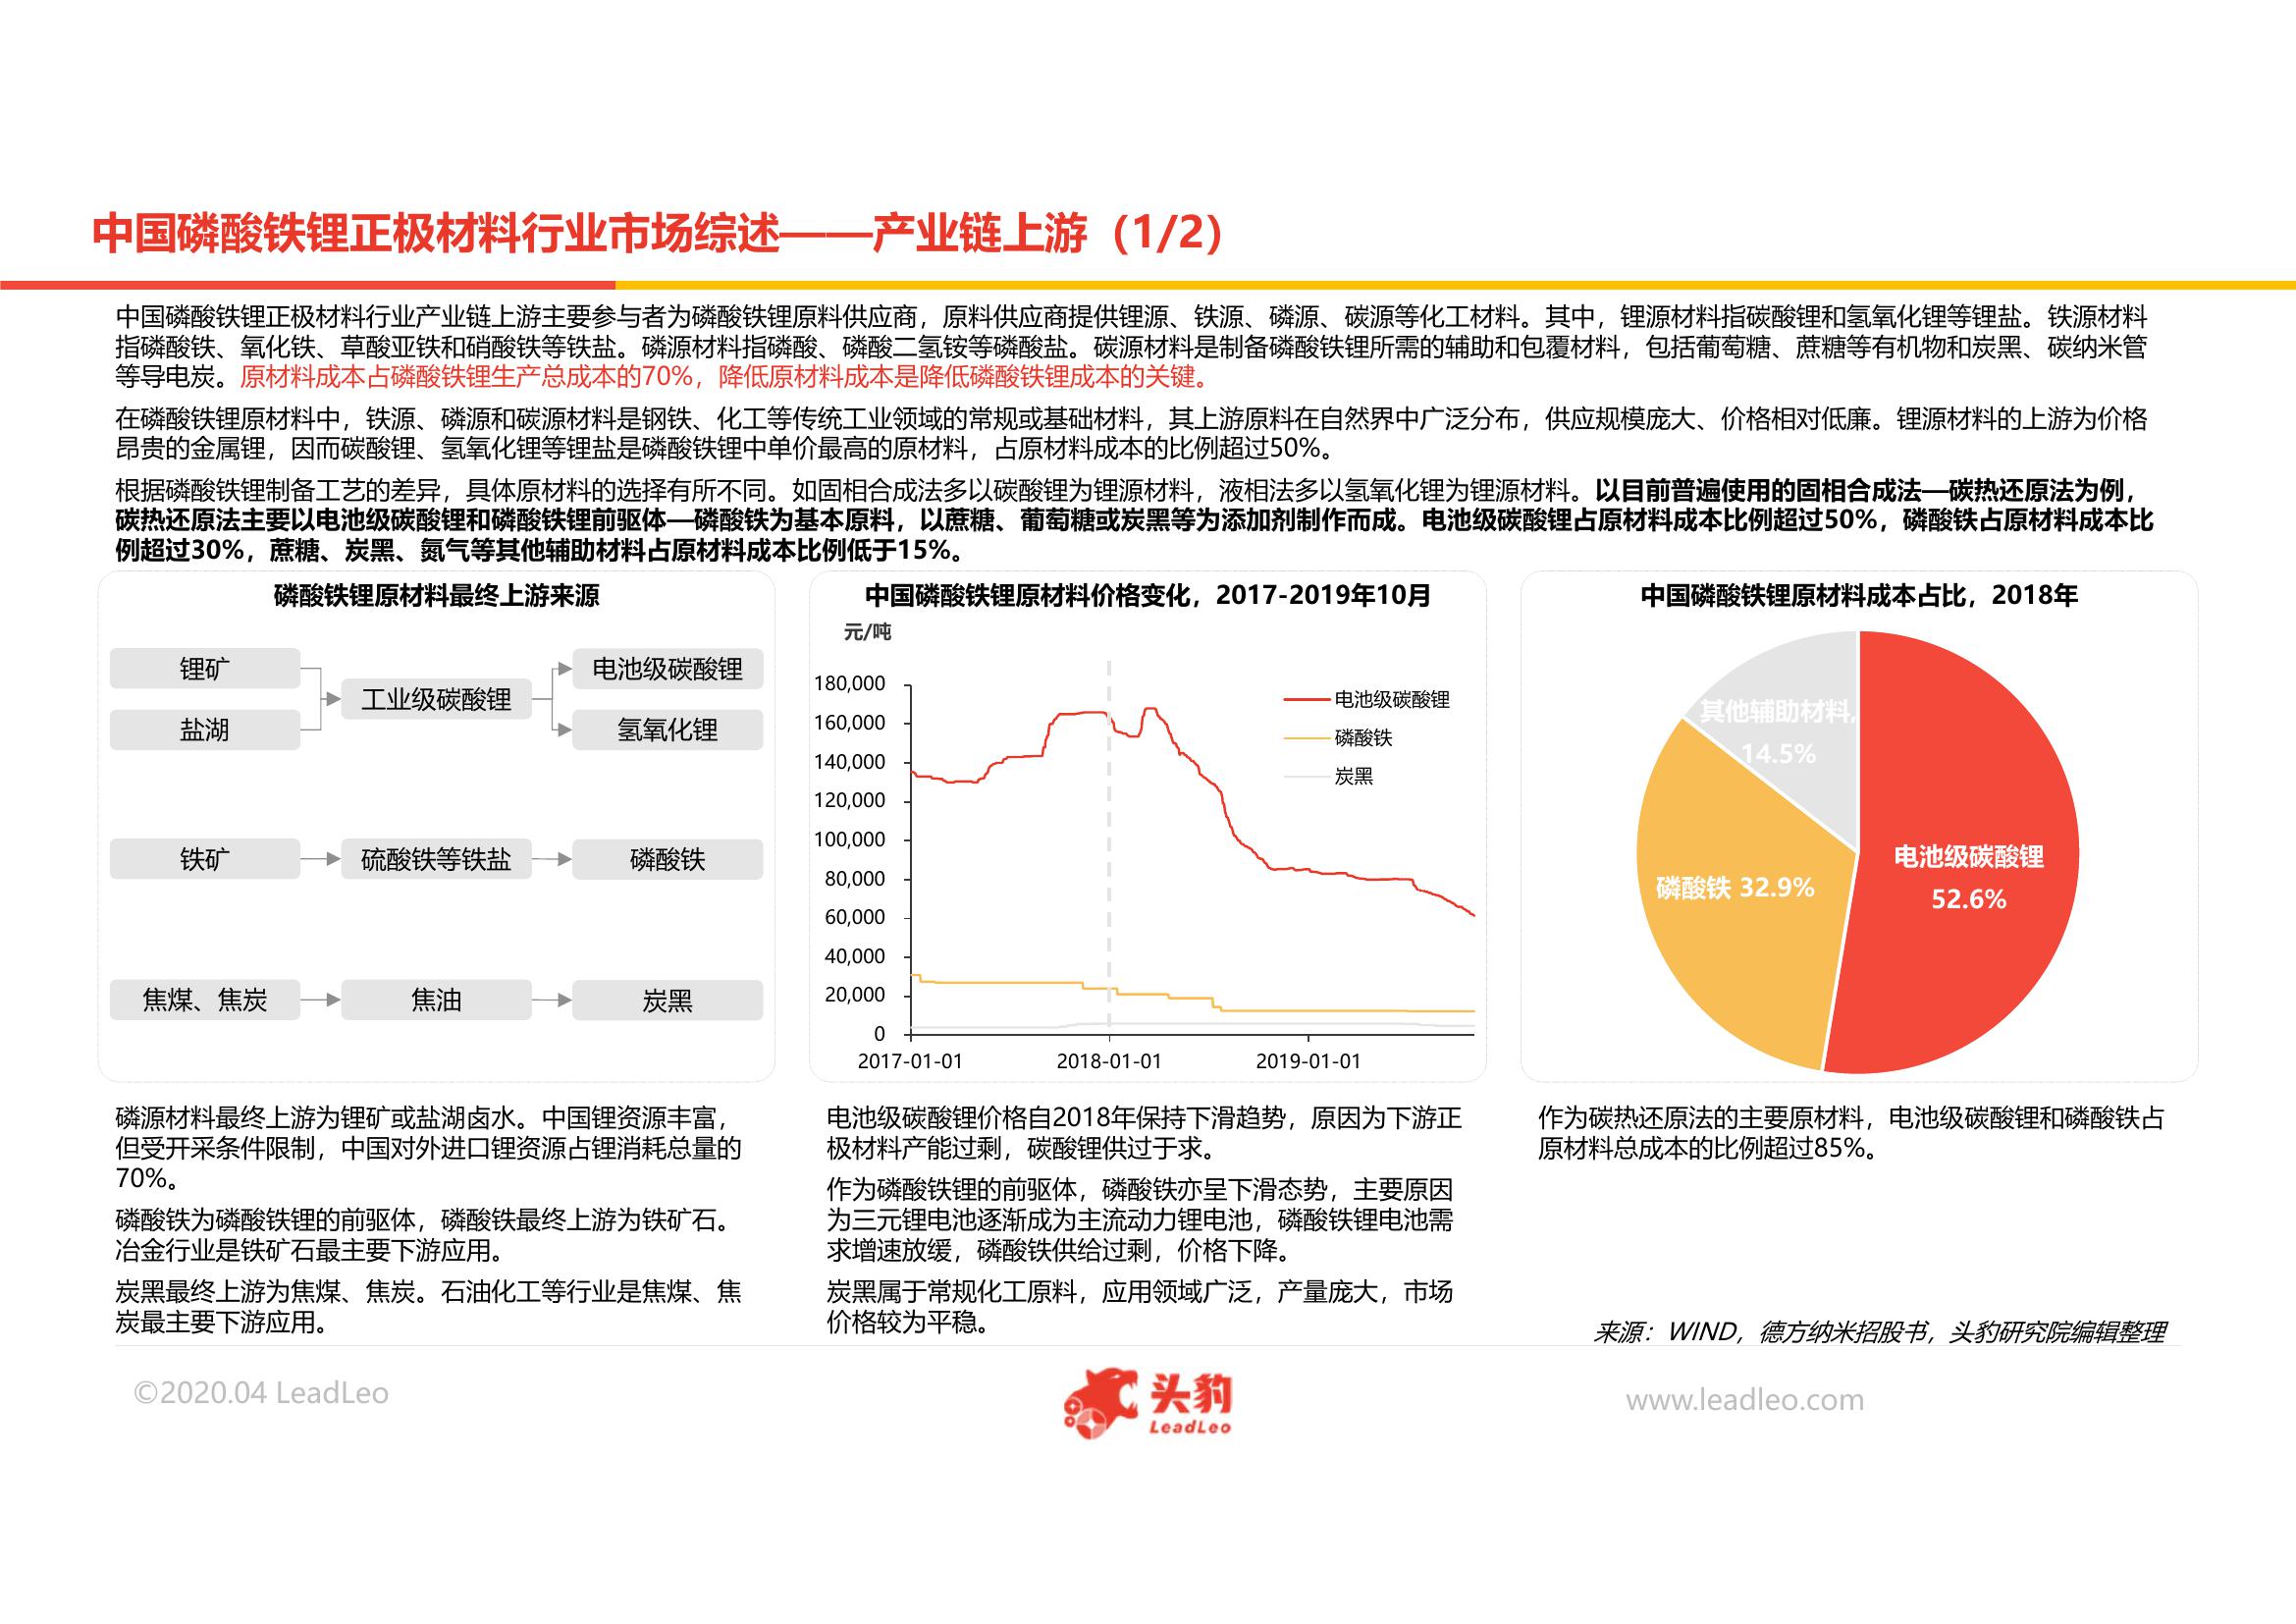 中国磷酸铁锂正极材料行业市场综述——产业链上游（1/2）
中国磷酸铁锂正极材料行业产业链上游主要参与者为磷酸铁锂原料供应商，原料供应商提供锂源、铁源、磷源、碳源等化工材料。其中，锂源材料指碳酸锂和氢氧化锂等锂盐。铁源材料
指磷酸铁、氧化铁、草酸亚铁和硝酸铁等铁盐。磷源材料指磷酸、磷酸二氢铵等磷酸盐。碳源材料是制备磷酸铁锂所需的辅助和包覆材料，包括葡萄糖、蔗糖等有机物和炭黑、碳纳米管
等导电炭。原材料成本占磷酸铁锂生产总成本的70%，降低原材料成本是降低磷酸铁锂成本的关键。
在磷酸铁锂原材料中，铁源、磷源和碳源材料是钢铁、化工等传统工业领域的常规或基础材料，其上游原料在自然界中广泛分布，供应规模庞大、价格相对低廉。锂源材料的上游为价格
昂贵的金属锂，因而碳酸锂、氢氧化锂等锂盐是磷酸铁锂中单价最高的原材料，占原材料成本的比例超过50%。
根据磷酸铁锂制备工艺的差异，具体原材料的选择有所不同。如固相合成法多以碳酸锂为锂源材料，液相法多以氢氧化锂为锂源材料。以目前普遍使用的固相合成法—碳热还原法为例，
碳热还原法主要以电池级碳酸锂和磷酸铁锂前驱体—磷酸铁为基本原料，以蔗糖、葡萄糖或炭黑等为添加剂制作而成。电池级碳酸锂占原材料成本比例超过50%，磷酸铁占原材料成本比
例超过30%，蔗糖、炭黑、氮气等其他辅助材料占原材料成本比例低于15%。
磷酸铁锂原材料最终上游来源
锂矿
盐湖
工业级碳酸锂
电池级碳酸锂
氢氧化锂
铁矿
硫酸铁等铁盐
磷酸铁
焦煤、焦炭
焦油
炭黑
中国磷酸铁锂原材料价格变化，2017-2019年10月
元/吨
180,000
160,000
140,000
120,000
100,000
80,000
60,000
40,000
20,000
0
2017-01-01
2018-01-01
2019-01-01
电池级碳酸锂
磷酸铁
炭黑
中国磷酸铁锂原材料成本占比，2018年
其他辅助材料,
14.5%
磷酸铁 32.9%
电池级碳酸锂
52.6%
磷源材料最终上游为锂矿或盐湖卤水。中国锂资源丰富，
但受开采条件限制，中国对外进口锂资源占锂消耗总量的
70%。
磷酸铁为磷酸铁锂的前驱体，磷酸铁最终上游为铁矿石。
冶金行业是铁矿石最主要下游应用。
炭黑最终上游为焦煤、焦炭。石油化工等行业是焦煤、焦
炭最主要下游应用。
电池级碳酸锂价格自2018年保持下滑趋势，原因为下游正
极材料产能过剩，碳酸锂供过于求。
作为磷酸铁锂的前驱体，磷酸铁亦呈下滑态势，主要原因
为三元锂电池逐渐成为主流动力锂电池，磷酸铁锂电池需
求增速放缓，磷酸铁供给过剩，价格下降。
炭黑属于常规化工原料，应用领域广泛，产量庞大，市场
价格较为平稳。
作为碳热还原法的主要原材料，电池级碳酸锂和磷酸铁占
原材料总成本的比例超过85%。
来源：WIND，德方纳米招股书，头豹研究院编辑整理
©2020.04 LeadLeo
头豹
LeadLeo
www.leadleo.com